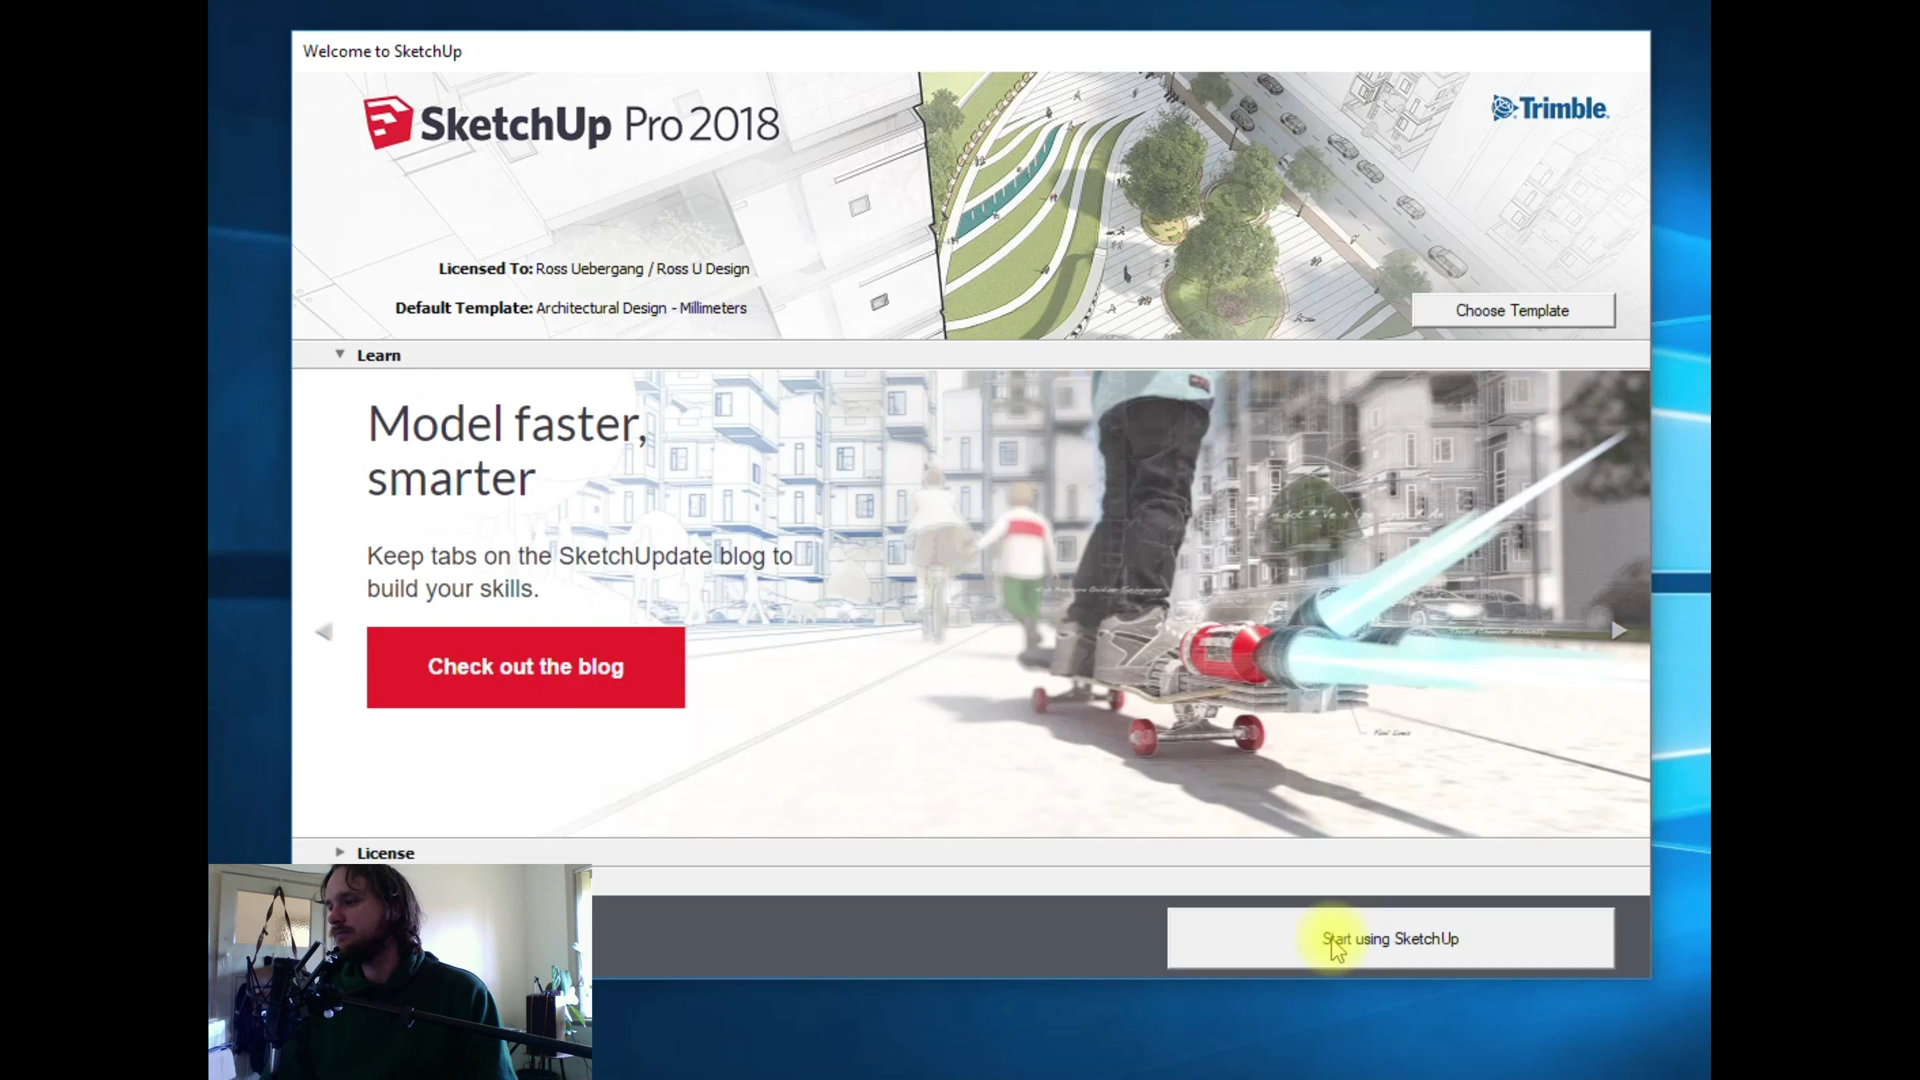 Welcome to SketchUp
SketchUp Pro 2018
Trimble.
Licensed To: Ross Uebergang / Ross U Design
Default Template: Architectural Design - Millimeters
Choose Template
Learn
Model faster,
smarter
Keep tabs on the SketchUpdate blog to
build your skills.
Check out the blog
Fuel Lines
License
Start using SketchUp